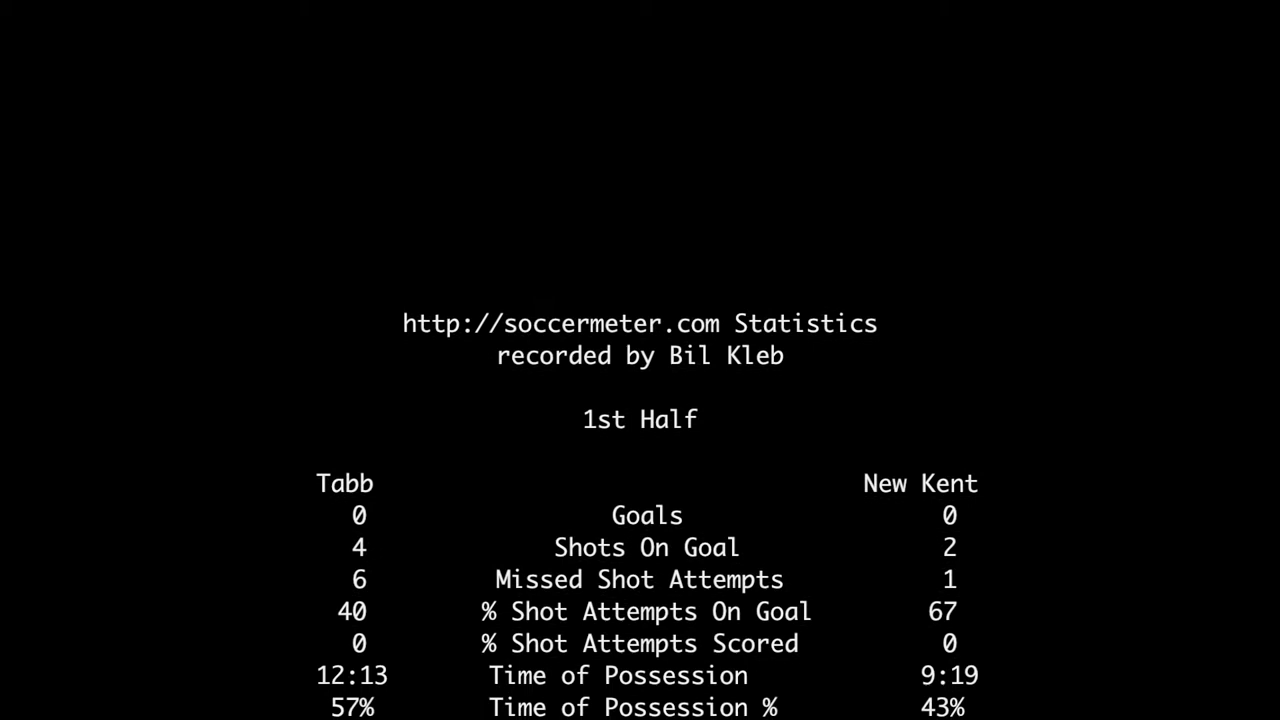 http://soccermeter.com Statistics
recorded by Bil Kleb
1st Half
Tabb New Kent
0 Goals 0
4 Shots On Goal 2
6 Missed Shot Attempts 1
40 % Shot Attempts On Goal 67
0 % Shot Attempts Scored 0
12:13 Time of Possession 9:19
57% Time of Possession % 43%